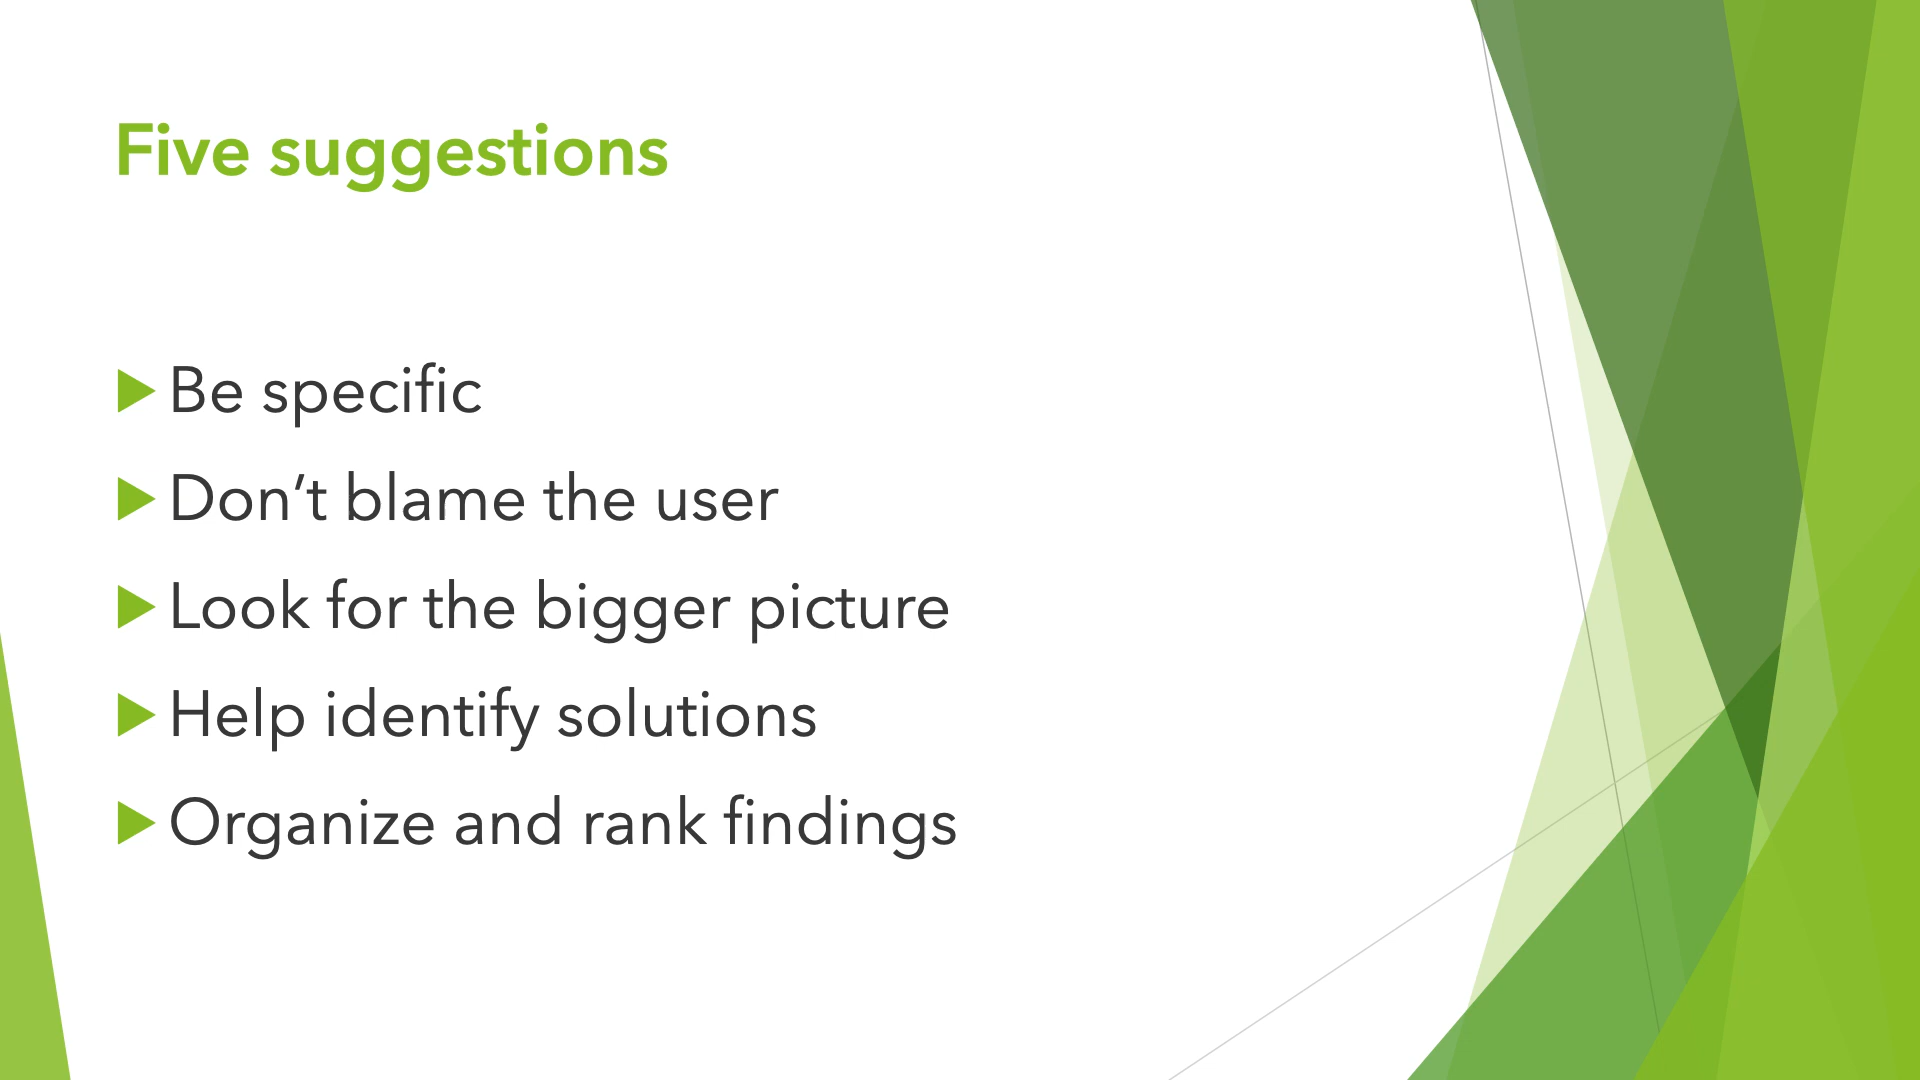 Five suggestions
Be specific
Don’t blame the user
Look for the bigger picture
Help identify solutions
Organize and rank findings